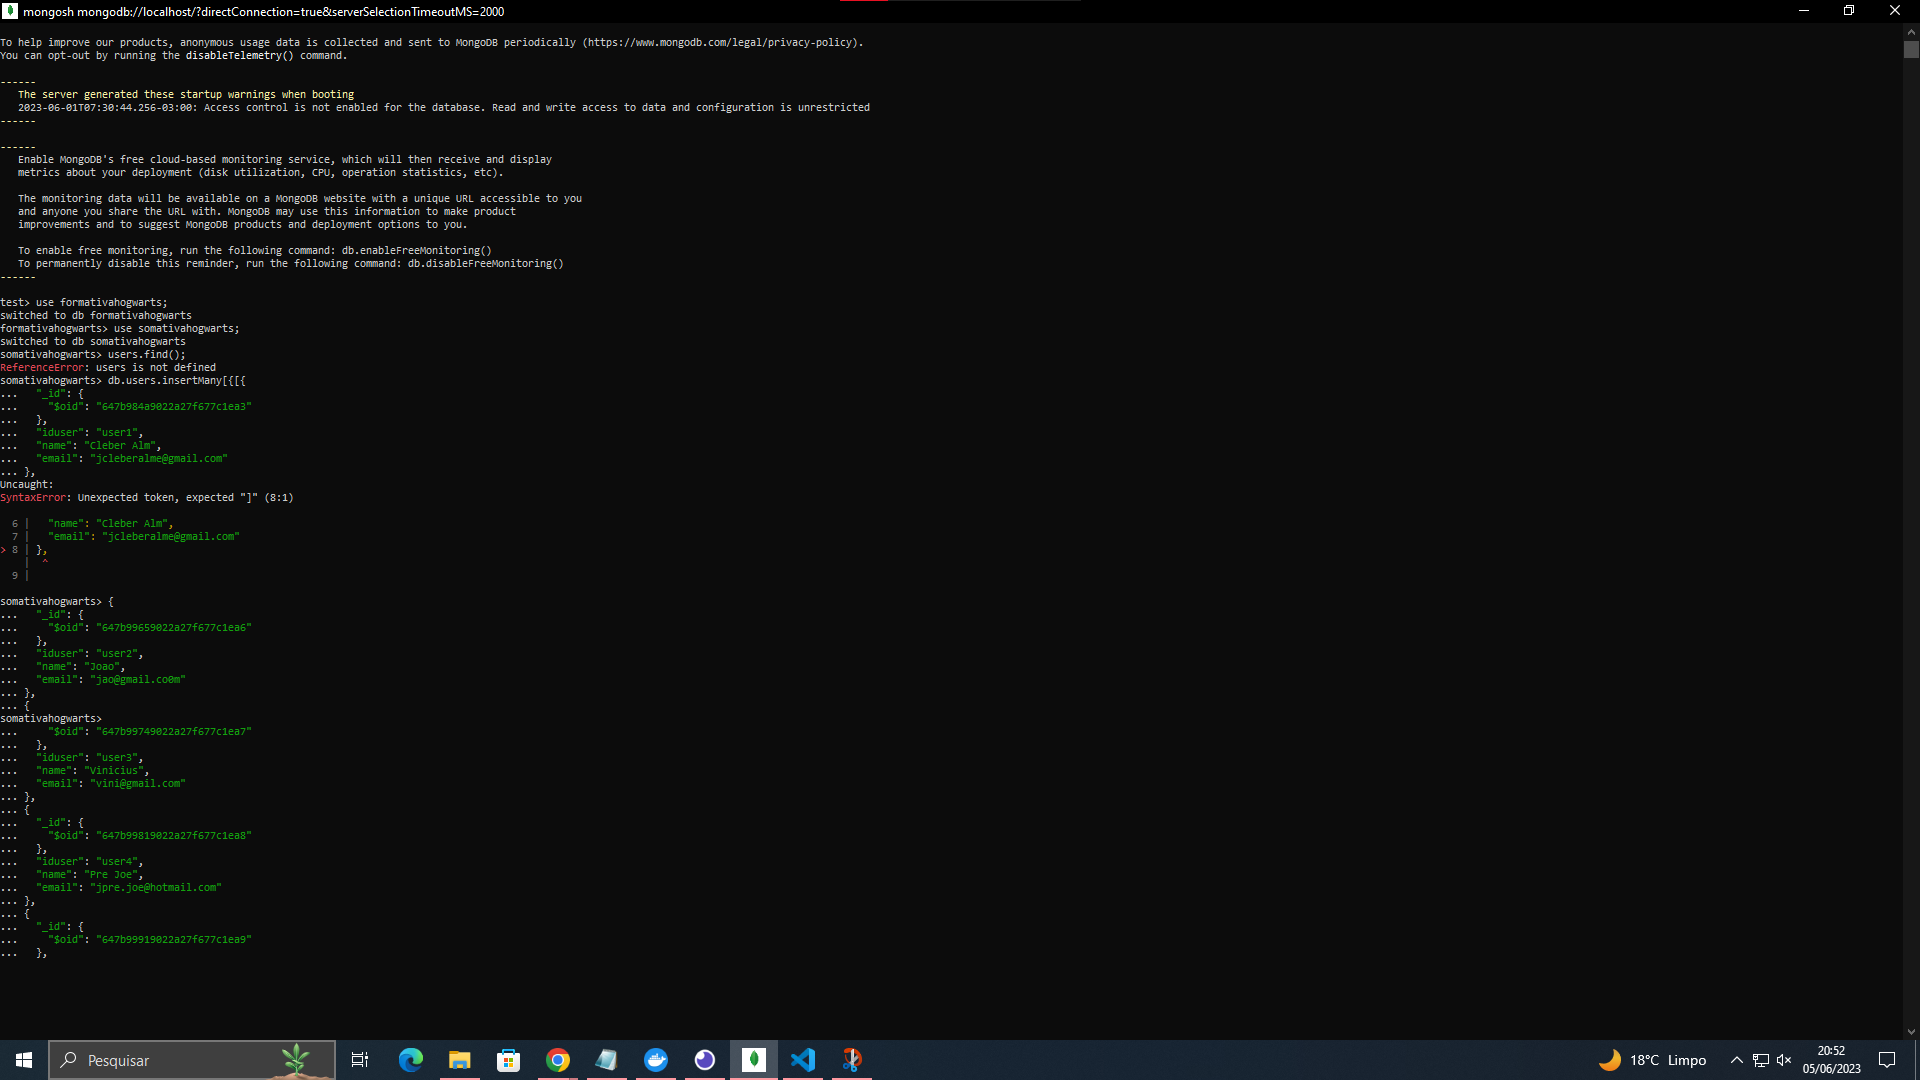 mongosh mongodb://localhost/?directConnection=true&serverSelectionTimeoutMS=2000
To help improve our products, anonymous usage data is collected and sent to MongoDB periodically (https://www.mongodb.com/legal/privacy-policy).
You can opt-out by running the disableTelemetry() command.
------
   The server generated these startup warnings when booting
   2023-06-01T07:30:44.256-03:00: Access control is not enabled for the database. Read and write access to data and configuration is unrestricted
------
------
   Enable MongoDB's free cloud-based monitoring service, which will then receive and display
   metrics about your deployment (disk utilization, CPU, operation statistics, etc).
   The monitoring data will be available on a MongoDB website with a unique URL accessible to you
   and anyone you share the URL with. MongoDB may use this information to make product
   improvements and to suggest MongoDB products and deployment options to you.
   To enable free monitoring, run the following command: db.enableFreeMonitoring()
   To permanently disable this reminder, run the following command: db.disableFreeMonitoring()
------
test> use formativahogwarts;
switched to db formativahogwarts
formativahogwarts> use somativahogwarts;
switched to db somativahogwarts
somativahogwarts> users.find();
ReferenceError: users is not defined
somativahogwarts> db.users.insertMany[{[{
...   "_id": {
...     "$oid": "647b984a9022a27f677c1ea3"
...   },
...   "iduser": "user1",
...   "name": "Cleber Alm",
...   "email": "jcleberalme@gmail.com"
... },
Uncaught:
SyntaxError: Unexpected token, expected "]" (8:1)
  6 |   "name": "Cleber Alm",
  7 |   "email": "jcleberalme@gmail.com"
> 8 | },
    |  ^
  9 |
somativahogwarts> {
...   "_id": {
...     "$oid": "647b99659022a27f677c1ea6"
...   },
...   "iduser": "user2",
...   "name": "Joao",
...   "email": "jao@gmail.co0m"
... },
... {
somativahogwarts>
...     "$oid": "647b99749022a27f677c1ea7"
...   },
...   "iduser": "user3",
...   "name": "Vinicius",
...   "email": "vini@gmail.com"
... },
... {
...   "_id": {
...     "$oid": "647b99819022a27f677c1ea8"
...   },
...   "iduser": "user4",
...   "name": "Pre Joe",
...   "email": "jpre.joe@hotmail.com"
... },
... {
...   "_id": {
...     "$oid": "647b99919022a27f677c1ea9"
...   },
Pesquisar
18°C Limpo
20:52
05/06/2023